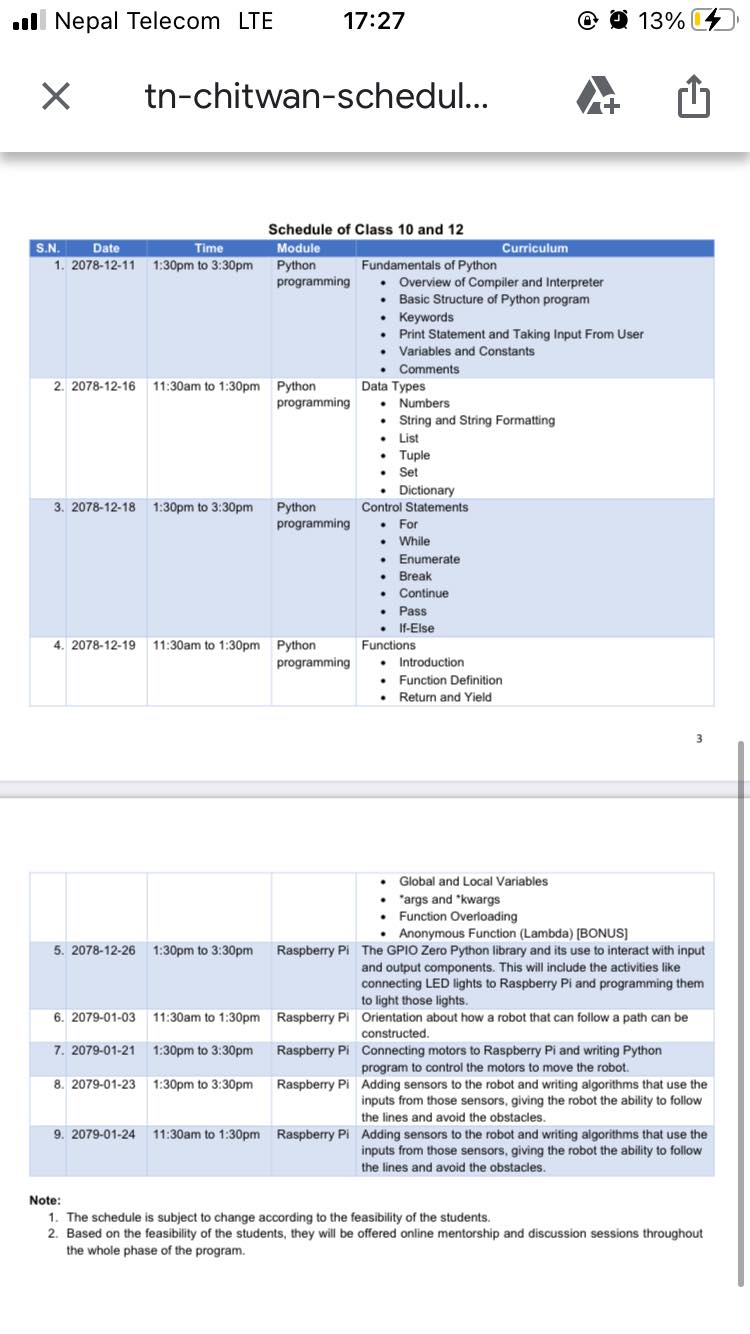 Nepal Telecom LTE 17:27 13%
tn-chitwan-schedul...
Schedule of Class 10 and 12
S.N. Date Time Module Curriculum
1. 2078-12-11 1:30pm to 3:30pm Python Fundamentals of Python
programming • Overview of Compiler and Interpreter
• Basic Structure of Python program
• Keywords
• Print Statement and Taking Input From User
• Variables and Constants
• Comments
2. 2078-12-16 11:30am to 1:30pm Python Data Types
programming • Numbers
• String and String Formatting
• List
• Tuple
• Set
• Dictionary
3. 2078-12-18 1:30pm to 3:30pm Python Control Statements
programming • For
• While
• Enumerate
• Break
• Continue
• Pass
• If-Else
4. 2078-12-19 11:30am to 1:30pm Python Functions
programming • Introduction
• Function Definition
• Return and Yield
3
• Global and Local Variables
• *args and *kwargs
• Function Overloading
• Anonymous Function (Lambda) [BONUS]
5. 2078-12-26 1:30pm to 3:30pm Raspberry Pi The GPIO Zero Python library and its use to interact with input
and output components. This will include the activities like
connecting LED lights to Raspberry Pi and programming them
to light those lights.
6. 2079-01-03 11:30am to 1:30pm Raspberry Pi Orientation about how a robot that can follow a path can be
constructed.
7. 2079-01-21 1:30pm to 3:30pm Raspberry Pi Connecting motors to Raspberry Pi and writing Python
program to control the motors to move the robot.
8. 2079-01-23 1:30pm to 3:30pm Raspberry Pi Adding sensors to the robot and writing algorithms that use the
inputs from those sensors, giving the robot the ability to follow
the lines and avoid the obstacles.
9. 2079-01-24 11:30am to 1:30pm Raspberry Pi Adding sensors to the robot and writing algorithms that use the
inputs from those sensors, giving the robot the ability to follow
the lines and avoid the obstacles.
Note:
1. The schedule is subject to change according to the feasibility of the students.
2. Based on the feasibility of the students, they will be offered online mentorship and discussion sessions throughout
the whole phase of the program.